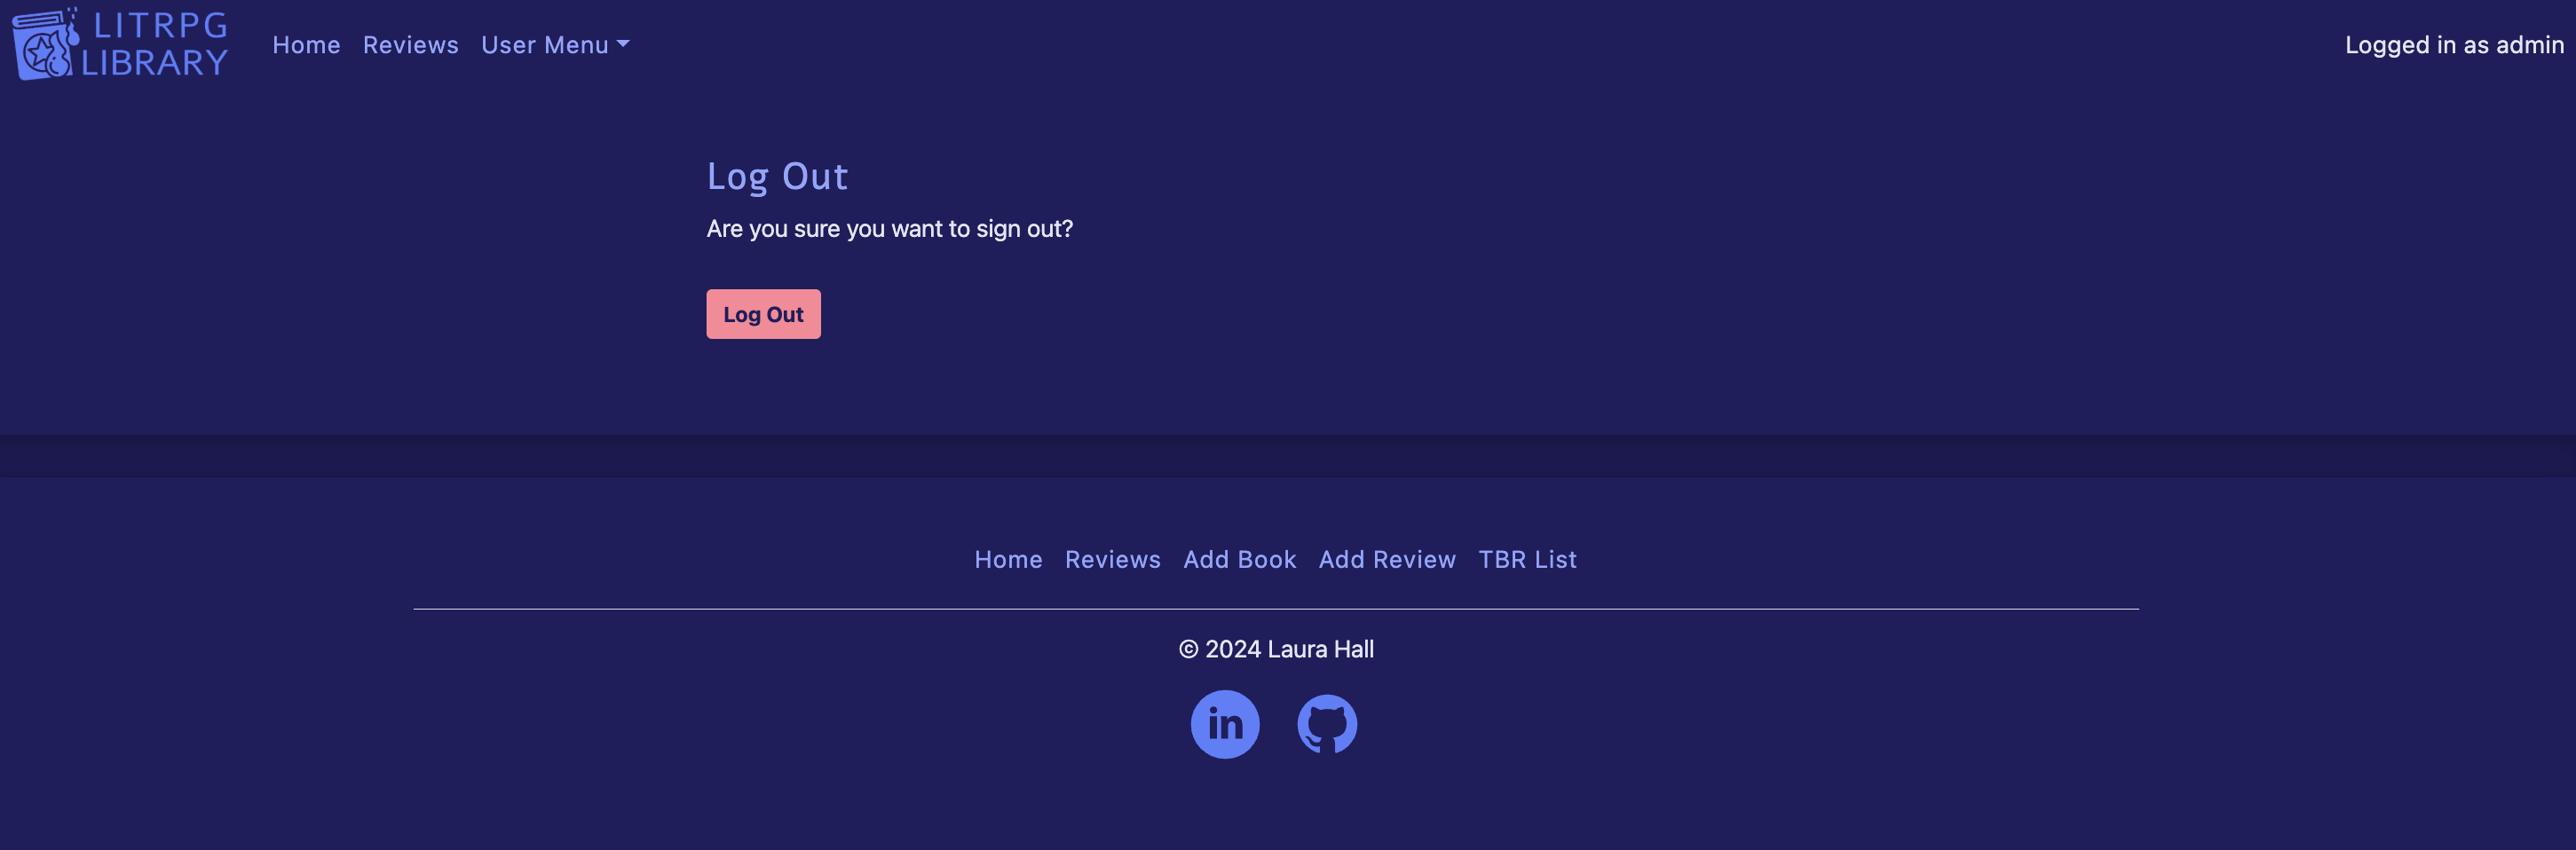 LITRPG
LIBRARY
Home Reviews User Menu
Logged in as admin
Log Out
Are you sure you want to sign out?
Log Out
Home Reviews Add Book Add Review TBR List
© 2024 Laura Hall
in